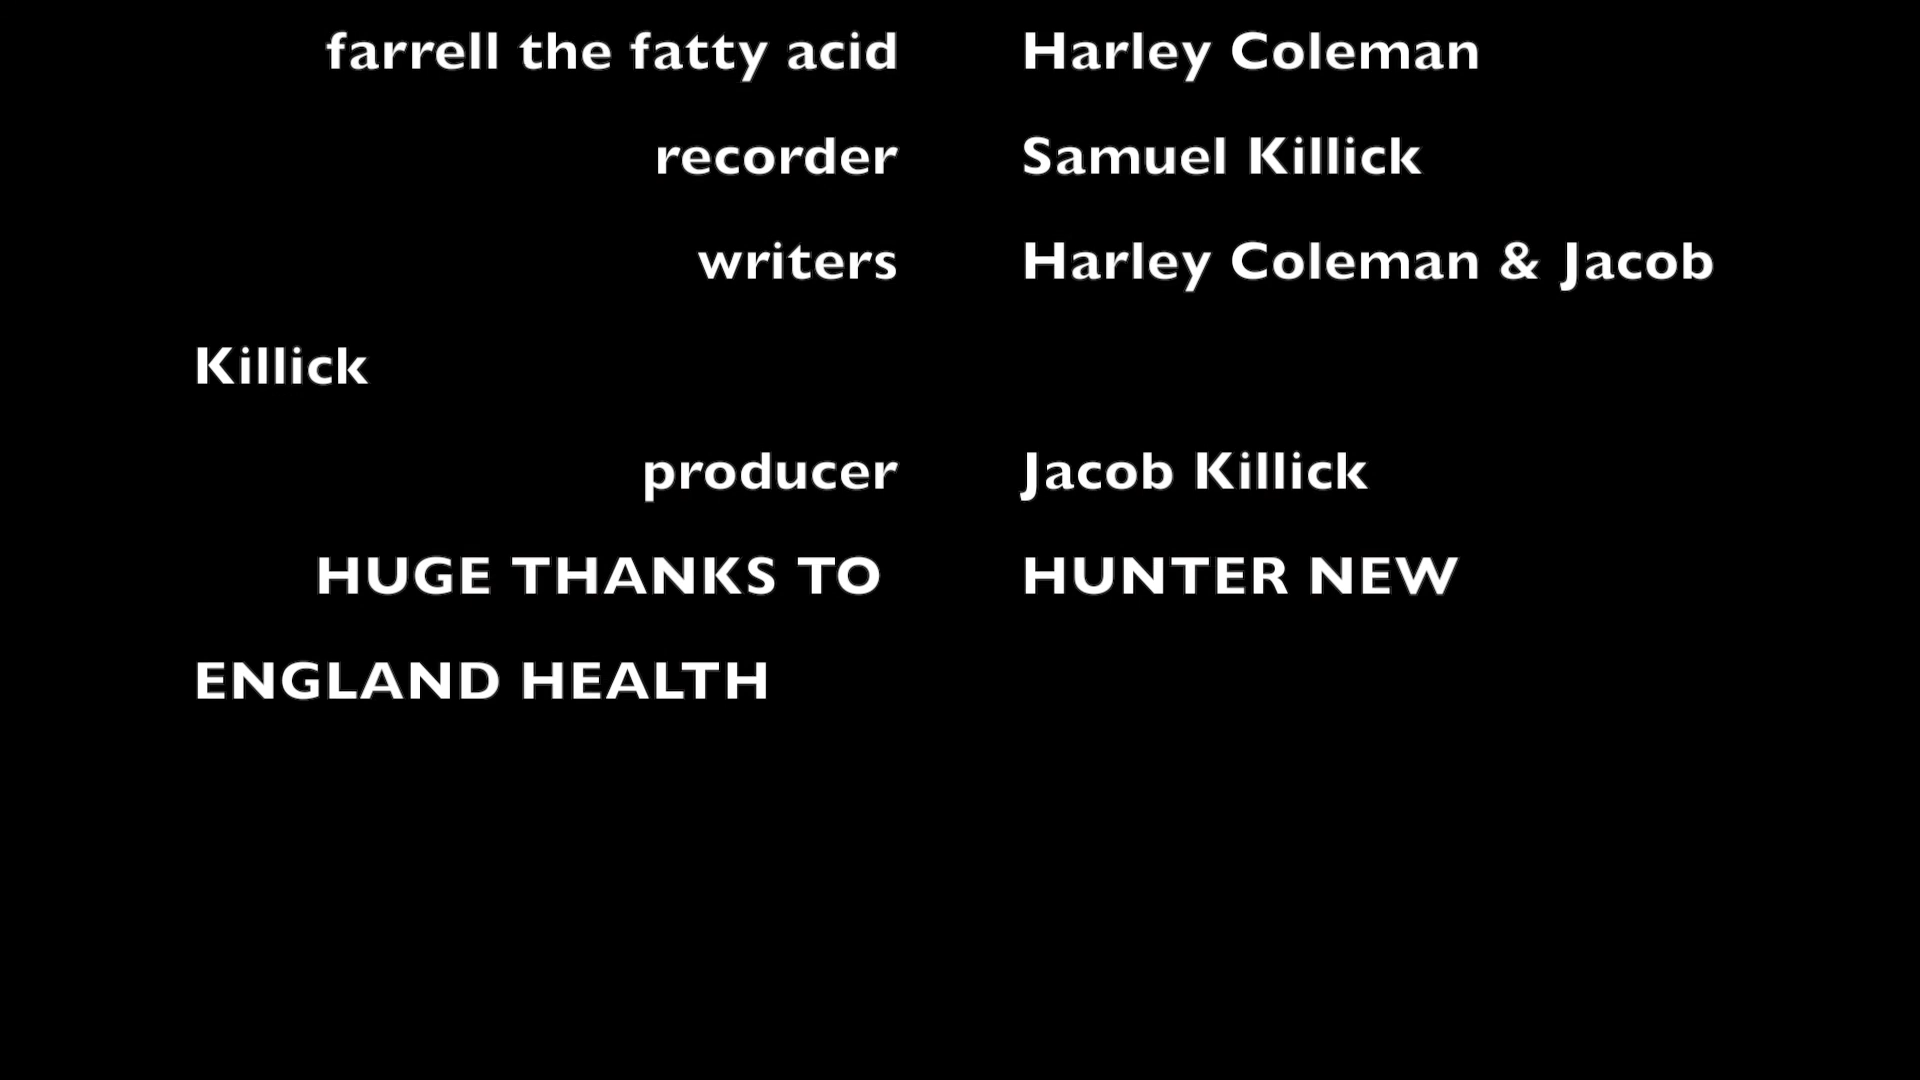 farrell the fatty acid Harley Coleman
recorder Samuel Killick
writers Harley Coleman & Jacob
Killick
producer Jacob Killick
HUGE THANKS TO HUNTER NEW
ENGLAND HEALTH